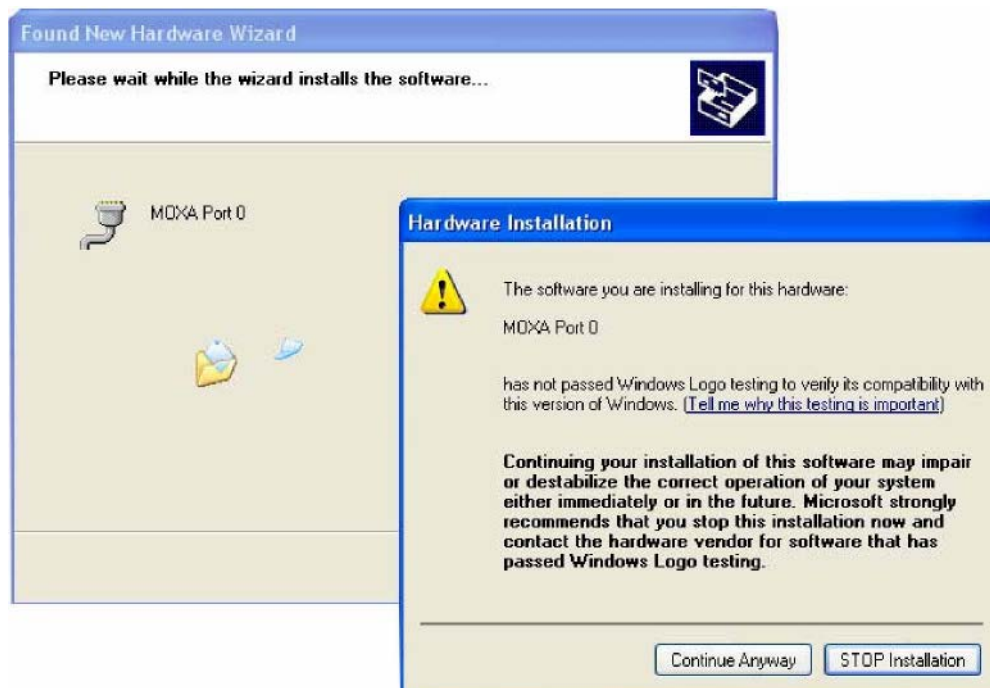 Found New Hardware Wizard
Please wait while the wizard installs the software...
MOXA Port 0
Hardware Installation
The software you are installing for this hardware:
MOXA Port 0
has not passed Windows Logo testing to verify its compatibility with
this version of Windows. (Tell me why this testing is important)
Continuing your installation of this software may impair
or destabilize the correct operation of your system
either immediately or in the future. Microsoft strongly
recommends that you stop this installation now and
contact the hardware vendor for software that has
passed Windows Logo testing.
Continue Anyway
STOP Installation